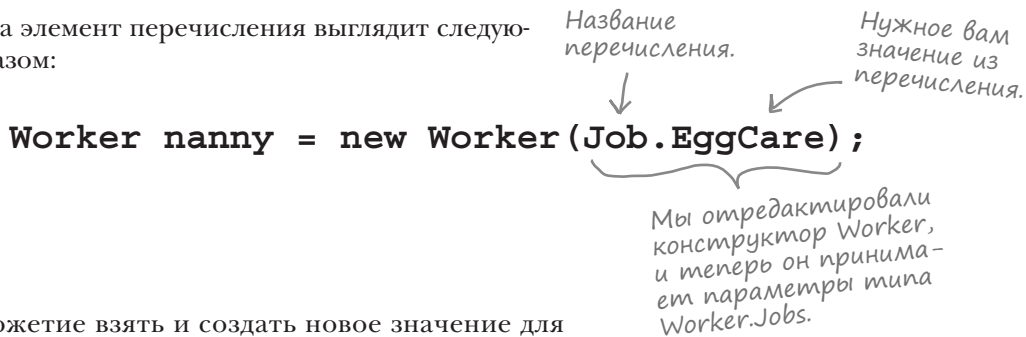 а элемент перечисления выглядит следую-
азом:
Название
перечисления.
Нужное вам
значение из
перечисления.
Worker nanny = new Worker(Job.EggCare);
Мы отредактировали
конструктор Worker,
и теперь он принима-
ет параметры типа
Worker.Jobs.
ожетие взять и создать новое значение для